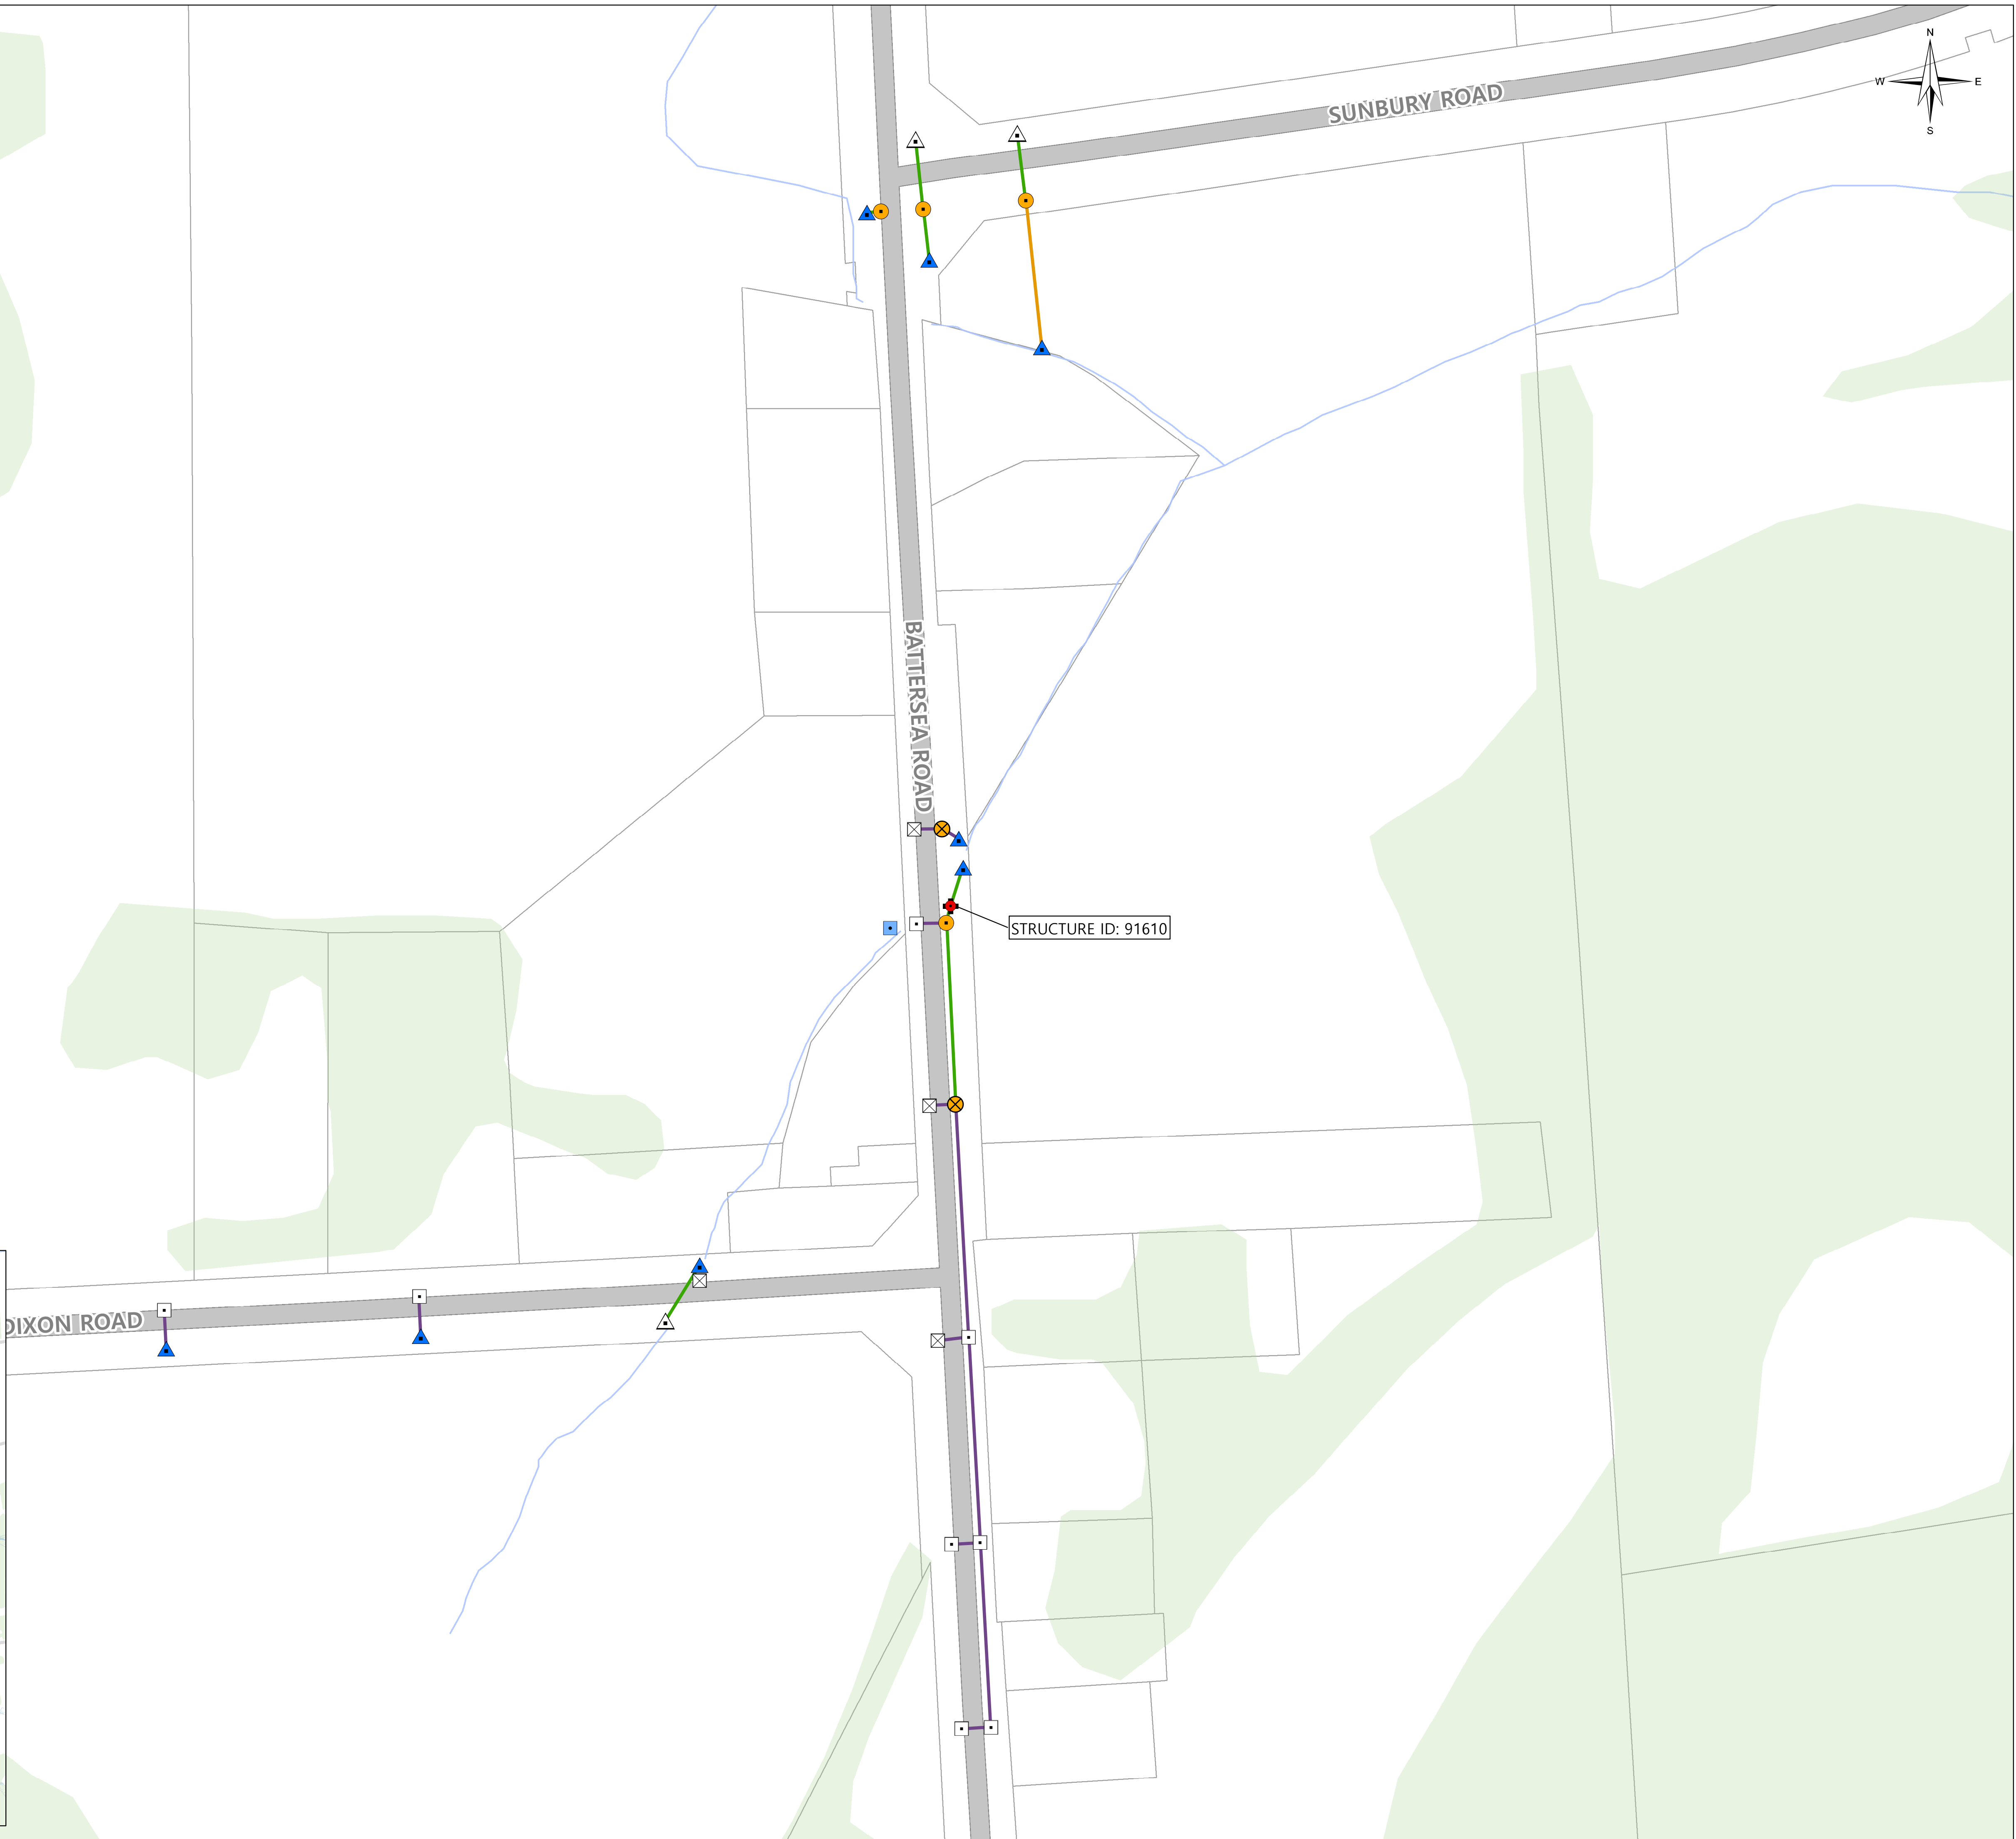 N
SUNBURY ROAD
W E
S
BATTERSEA ROAD
STRUCTURE ID: 91610
DIXON ROAD